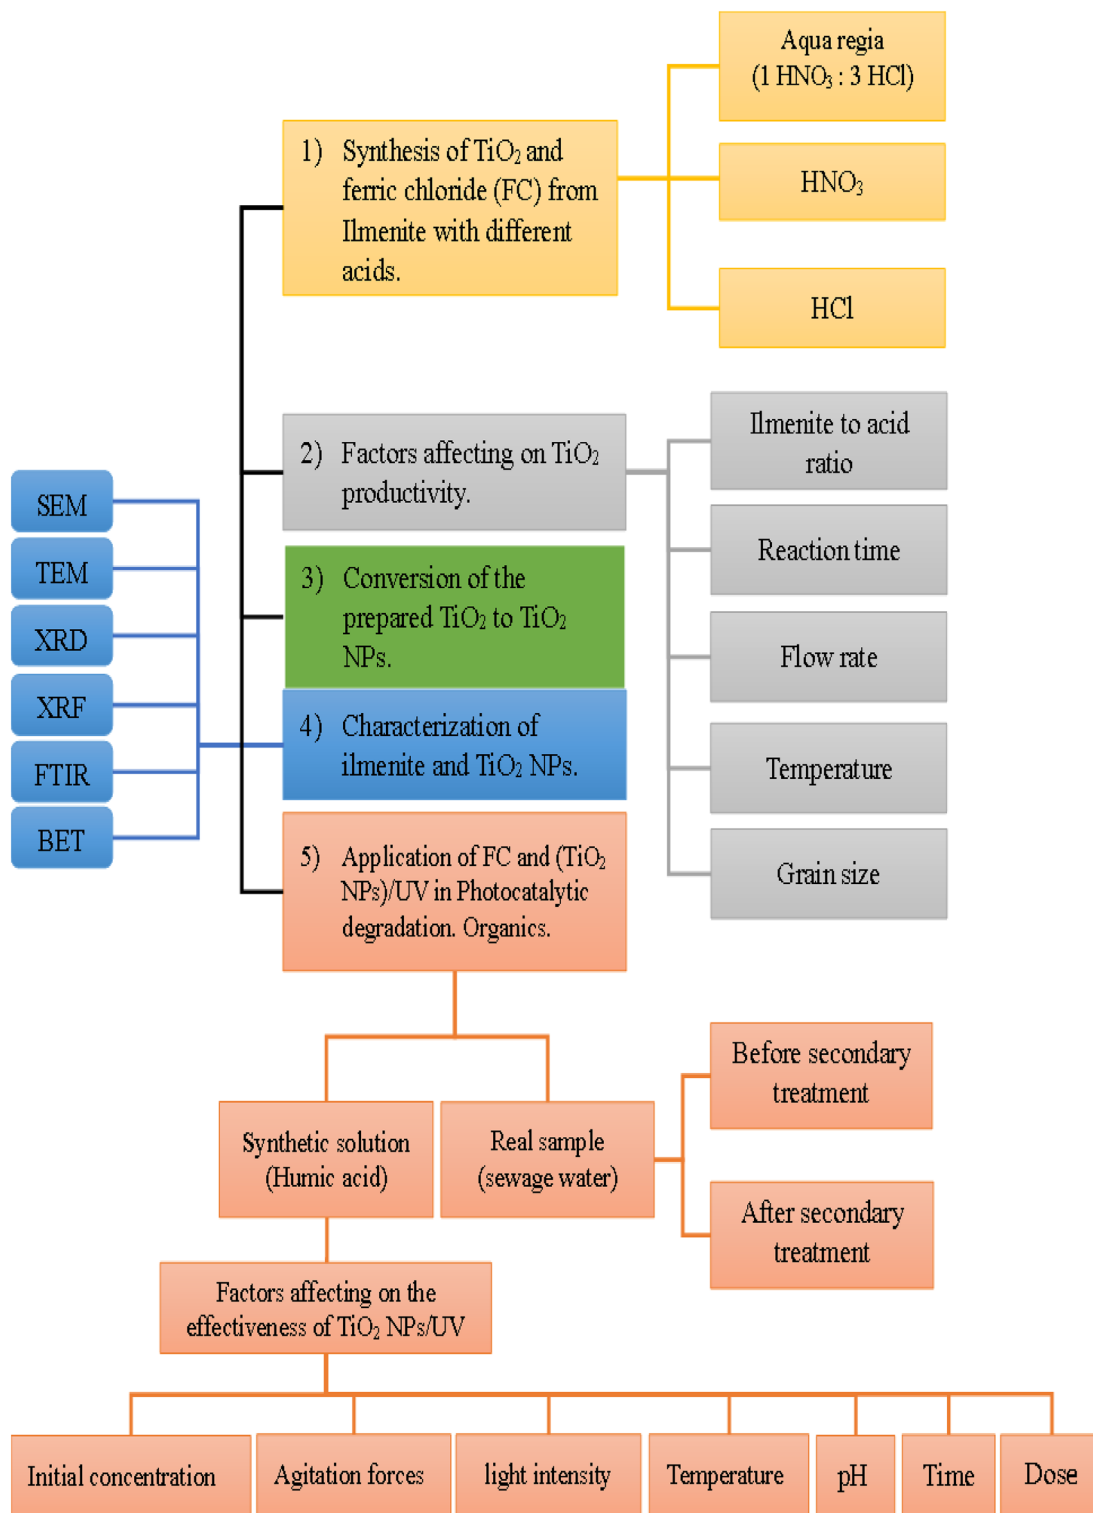 Aqua regia
(1 HNO₃ : 3 HCl)
1) Synthesis of TiO₂ and
ferric chloride (FC) from
Ilmenite with different
acids.
HNO₃
HCl
2) Factors affecting on TiO₂
productivity.
Ilmenite to acid
ratio
Reaction time
Flow rate
Temperature
Grain size
3) Conversion of the
prepared TiO₂ to TiO₂
NPs.
4) Characterization of
ilmenite and TiO₂ NPs.
SEM
TEM
XRD
XRF
FTIR
BET
5) Application of FC and (TiO₂
NPs)/UV in Photocatalytic
degradation. Organics.
Synthetic solution
(Humic acid)
Real sample
(sewage water)
Before secondary
treatment
After secondary
treatment
Factors affecting on the
effectiveness of TiO₂ NPs/UV
Initial concentration
Agitation forces
light intensity
Temperature
pH
Time
Dose